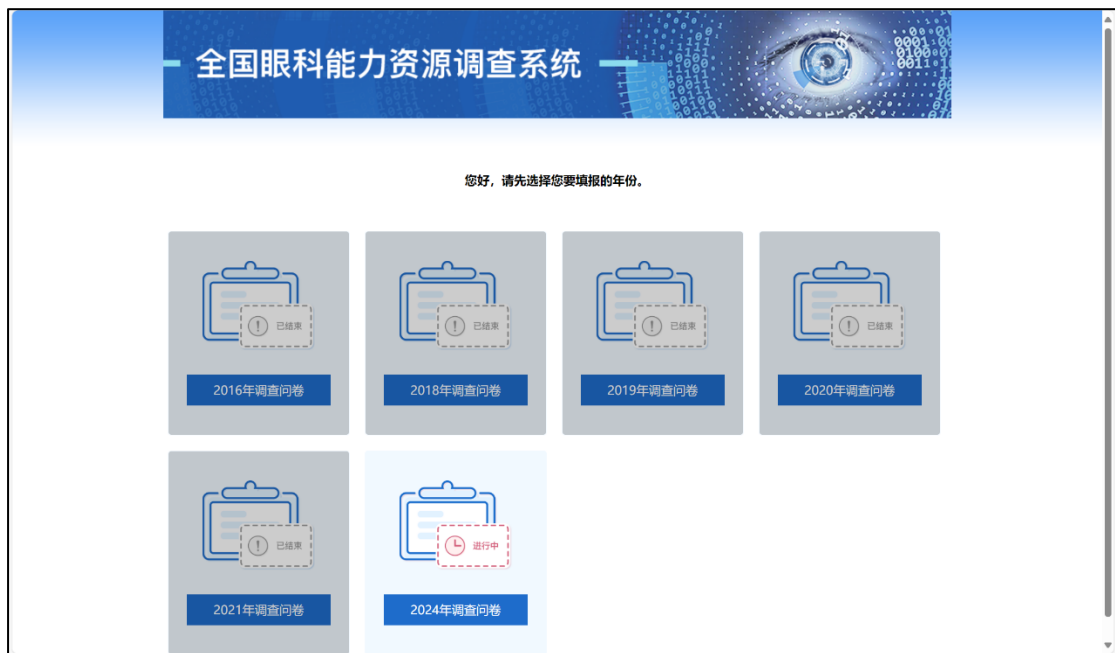 全国眼科能力资源调查系统
您好，请先选择您要填报的年份。
已结束
已结束
已结束
已结束
2016年调查问卷
2018年调查问卷
2019年调查问卷
2020年调查问卷
已结束
进行中
2021年调查问卷
2024年调查问卷